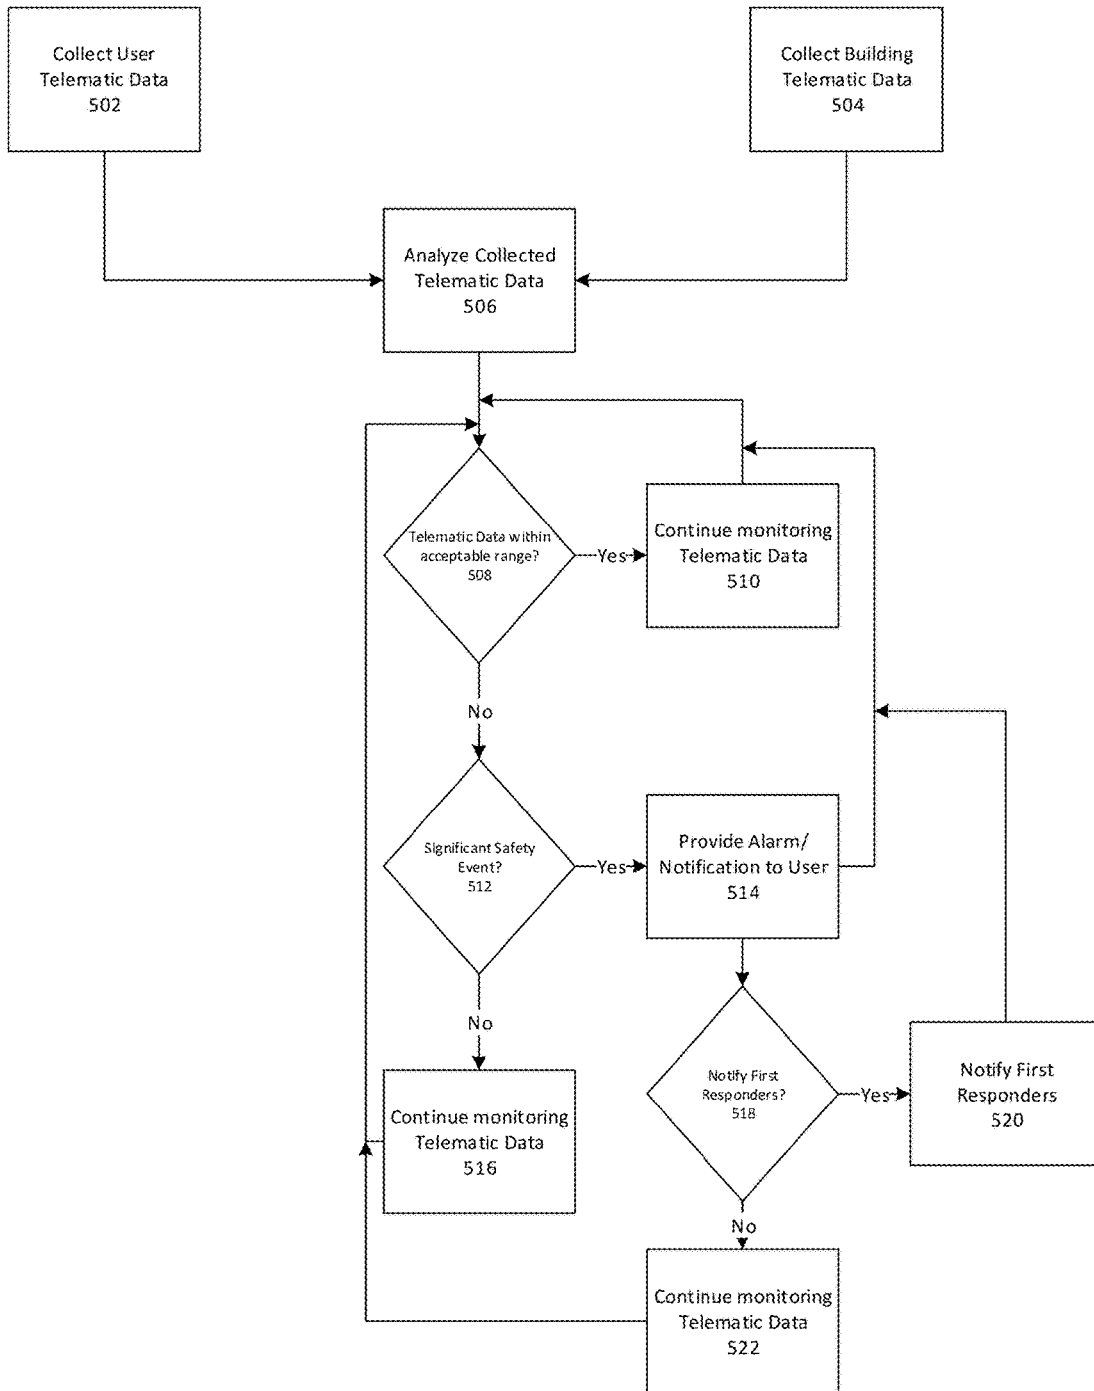 Collect User
Telematic Data
502
Collect Building
Telematic Data
504
Analyze Collected
Telematic Data
506
Telematic Data within
acceptable range?
508
Yes
Continue monitoring
Telematic Data
510
No
Significant Safety
Event?
512
Yes
Provide Alarm/
Notification to User
514
No
Continue monitoring
Telematic Data
516
Notify First
Responders?
518
Yes
Notify First
Responders
520
No
Continue monitoring
Telematic Data
522